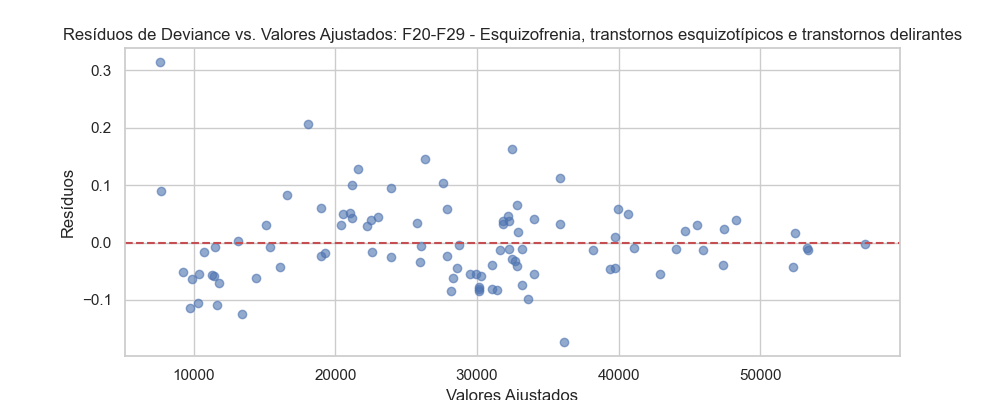 Resíduos de Deviance vs. Valores Ajustados: F20-F29 - Esquizofrenia, transtornos esquizotípicos e transtornos delirantes
0.3
0.2
0.1
0.0
−0.1
Resíduos
10000 20000 30000 40000 50000
Valores Ajustados